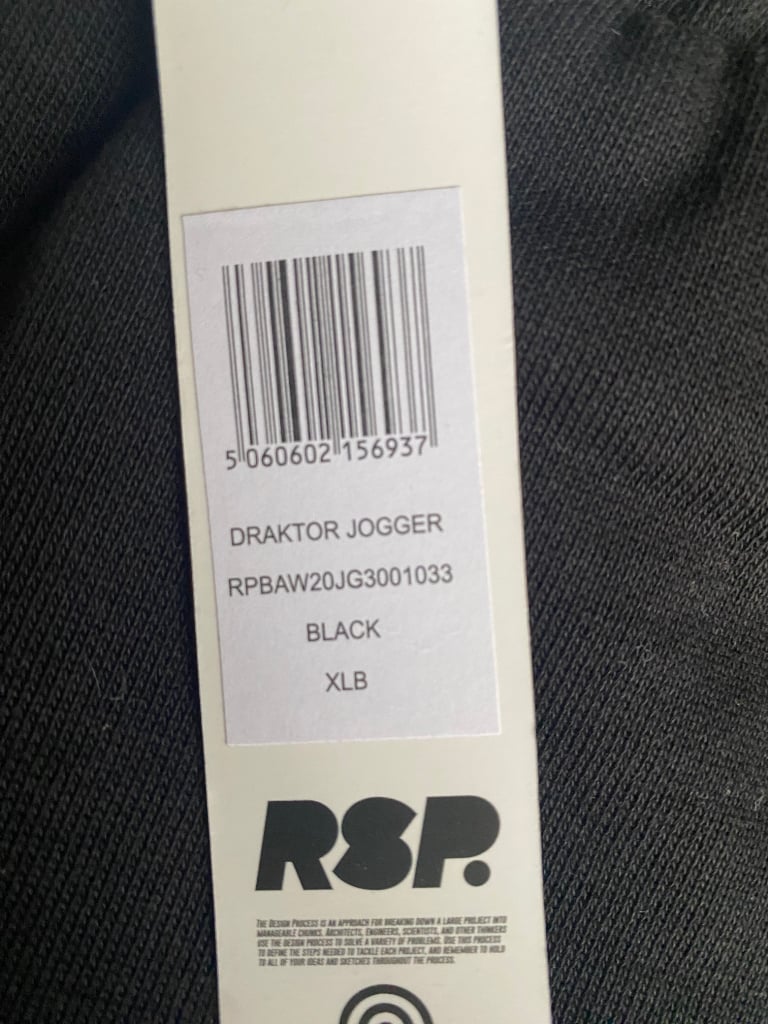 5 060602 156937
DRAKTOR JOGGER
RPBAW20JG3001033
BLACK
XLB
RSP.
THE DESIGN PROCESS IS AN APPROACH FOR BREAKING DOWN A LARGE PROJECT INTO
MANAGEABLE CHUNKS. ARCHITECTS, ENGINEERS, SCIENTISTS, AND OTHER THINKERS
USE THE DESIGN PROCESS TO SOLVE A VARIETY OF PROBLEMS. USE THIS PROCESS
TO DEFINE THE STEPS NEEDED TO TACKLE EACH PROJECT, AND REMEMBER TO HOLD
TO ALL OF YOUR IDEAS AND SKETCHES THROUGHOUT THE PROCESS.